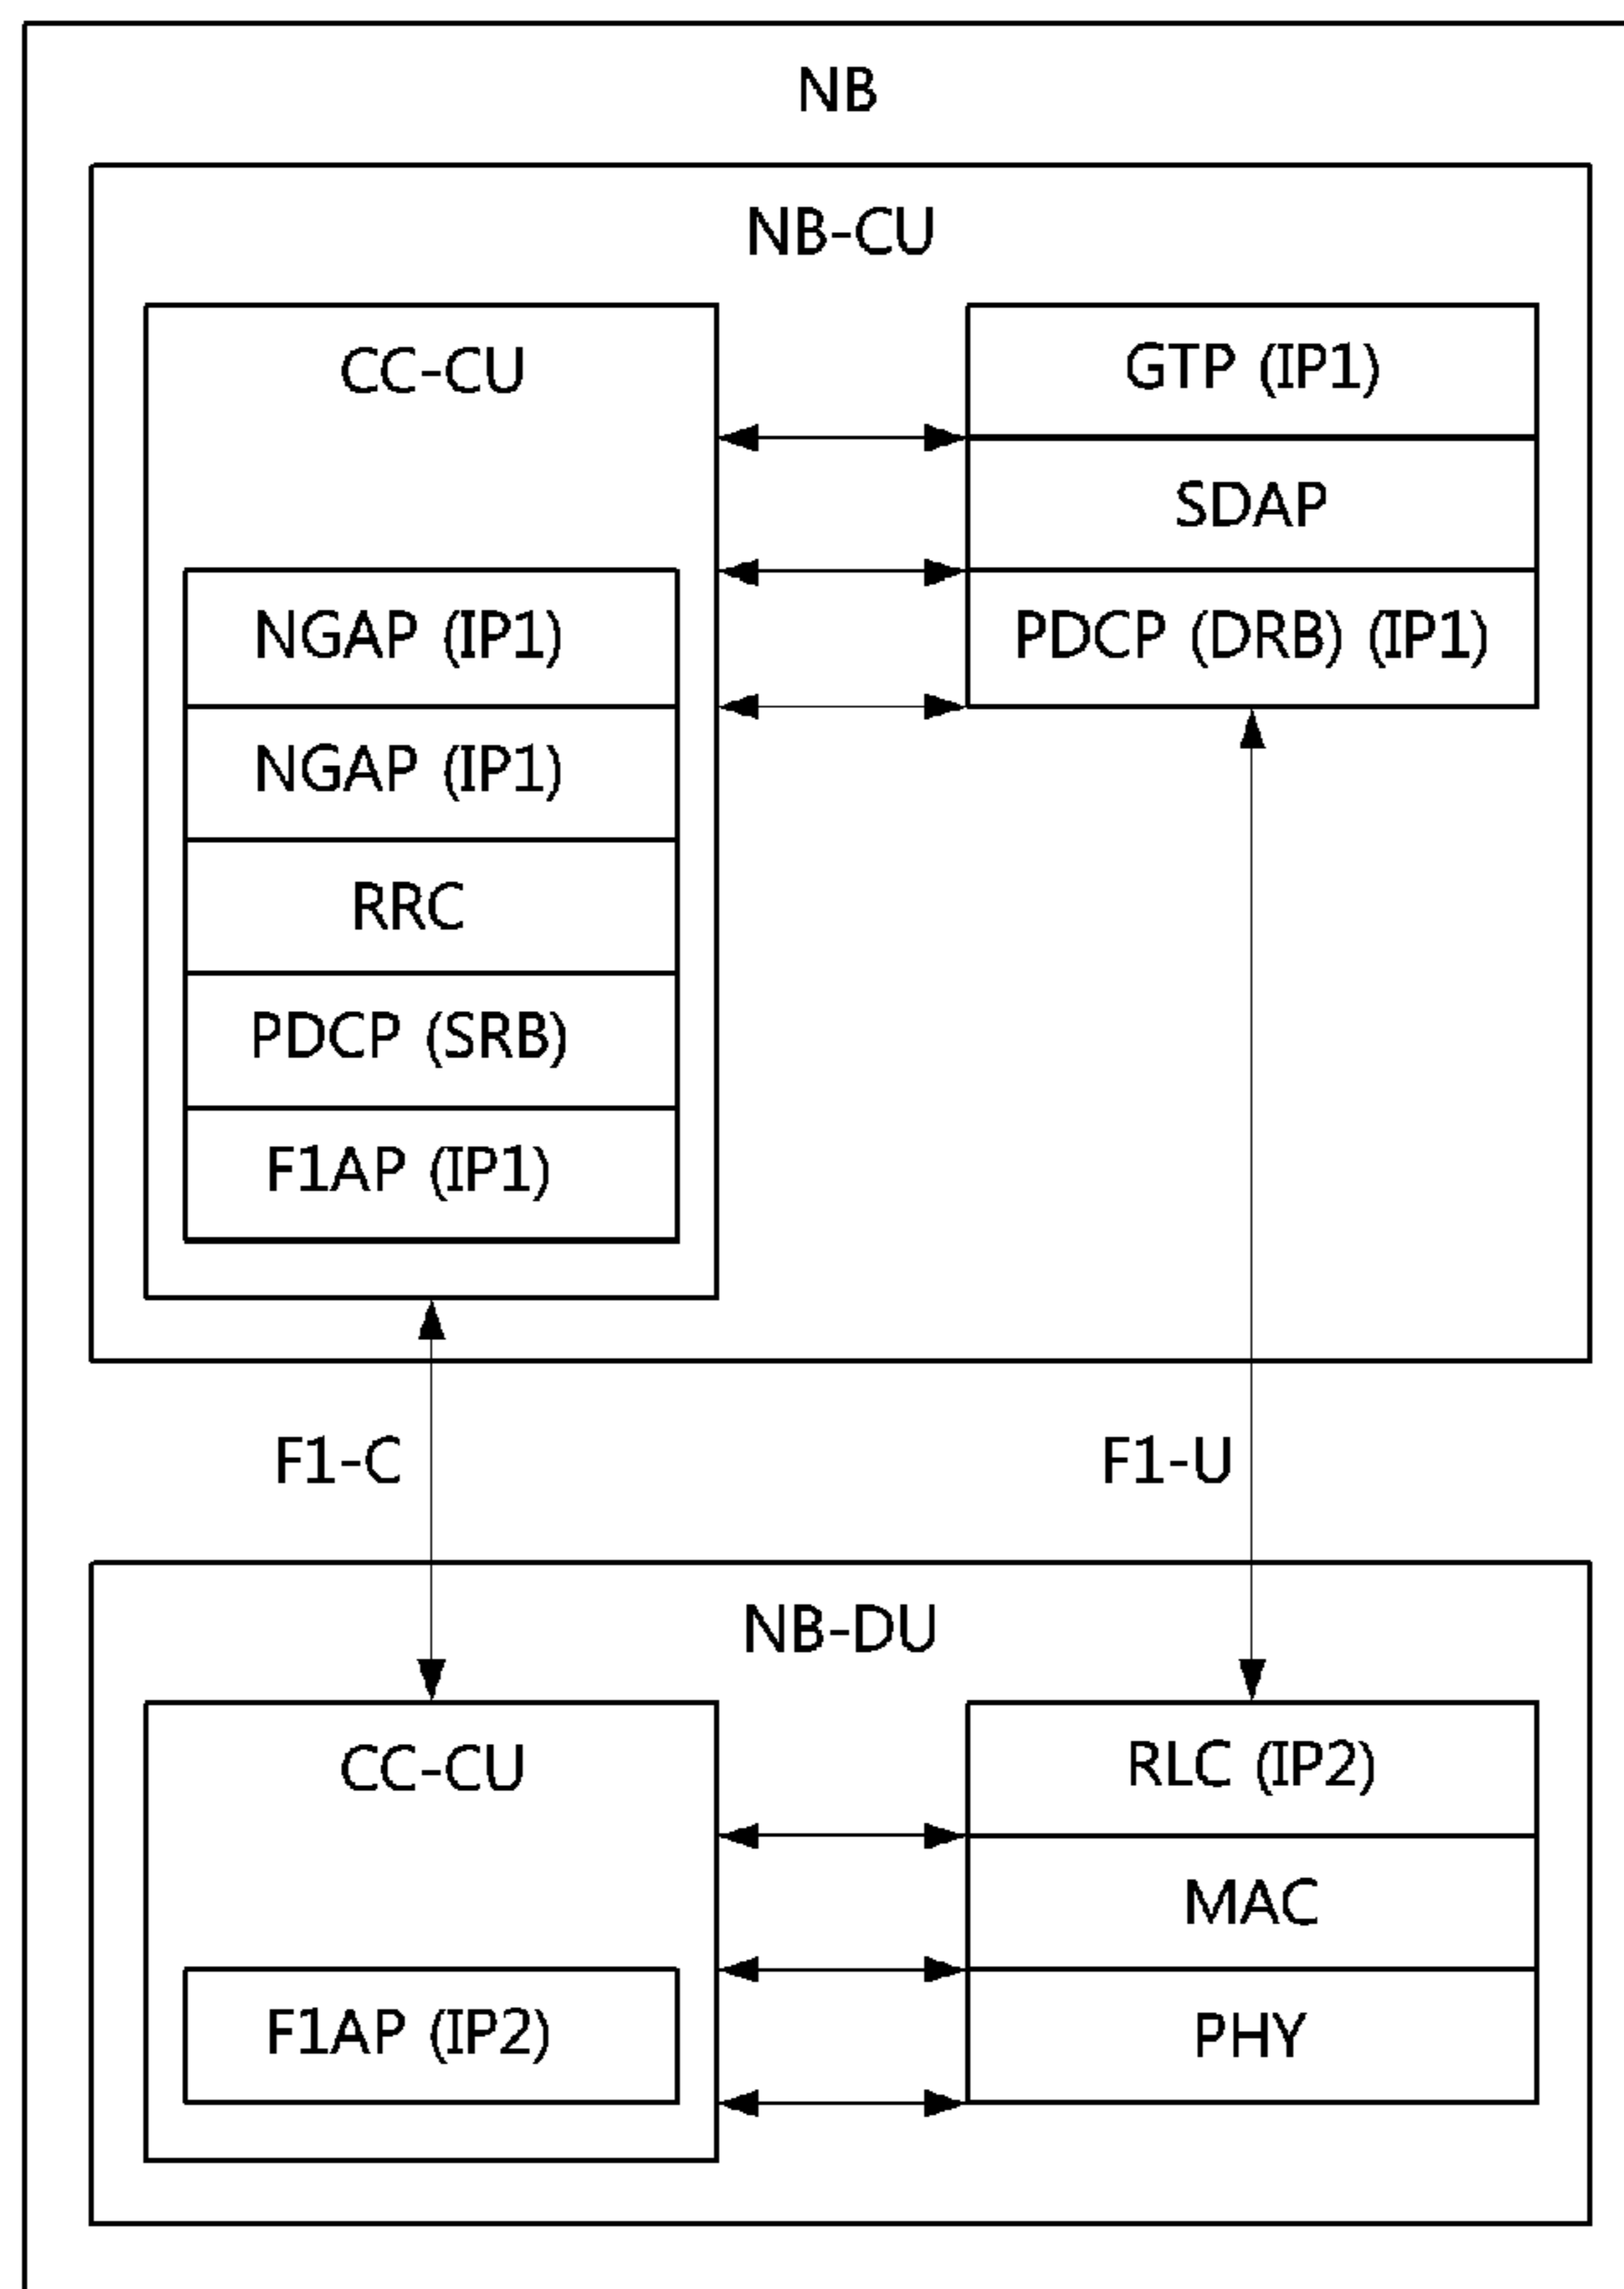 NB
NB-CU
CC-CU
NGAP (IP1)
NGAP (IP1)
RRC
PDCP (SRB)
F1AP (IP1)
GTP (IP1)
SDAP
PDCP (DRB) (IP1)
F1-C
F1-U
NB-DU
CC-CU
F1AP (IP2)
RLC (IP2)
MAC
PHY